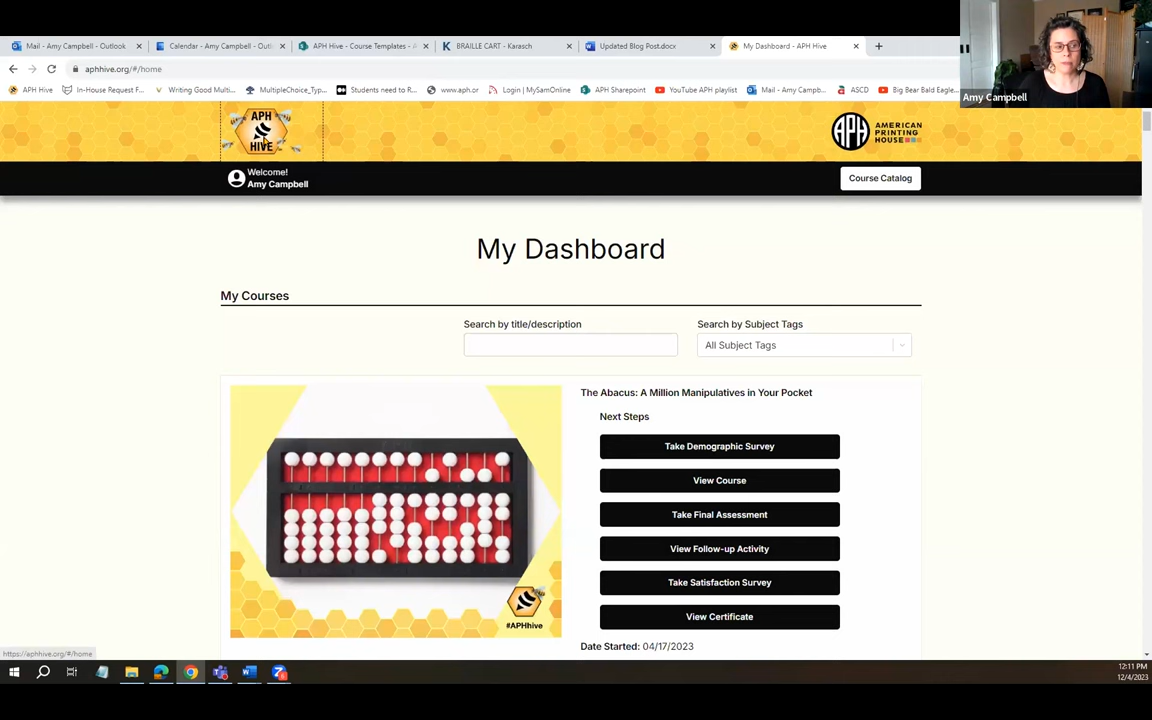 Mail - Amy Campbell - Outlook
Calendar - Amy Campbell - Outl
APH Hive - Course Templates - A
BRAILLE CART - Karasch
Updated Blog Post.docx
My Dashboard - APH Hive
aphhive.org/#/home
Amy Campbell
APH Hive
In-House Request F...
Writing Good Multi...
MultipleChoice_Typ...
Students need to R...
www.aph.or
Login | MySamOnline
APH Sharepoint
YouTube APH playlist
Mail - Amy Campb...
ASCD
Big Bear Bald Eagle...
APH
HIVE
APH
AMERICAN
PRINTING
HOUSE
Welcome!
Amy Campbell
Course Catalog
My Dashboard
My Courses
Search by title/description
Search by Subject Tags
All Subject Tags
The Abacus: A Million Manipulatives in Your Pocket
Next Steps
Take Demographic Survey
View Course
Take Final Assessment
View Follow-up Activity
Take Satisfaction Survey
View Certificate
#APHhive
Date Started: 04/17/2023
https://aphhive.org/#/home
12:11 PM
12/4/2023